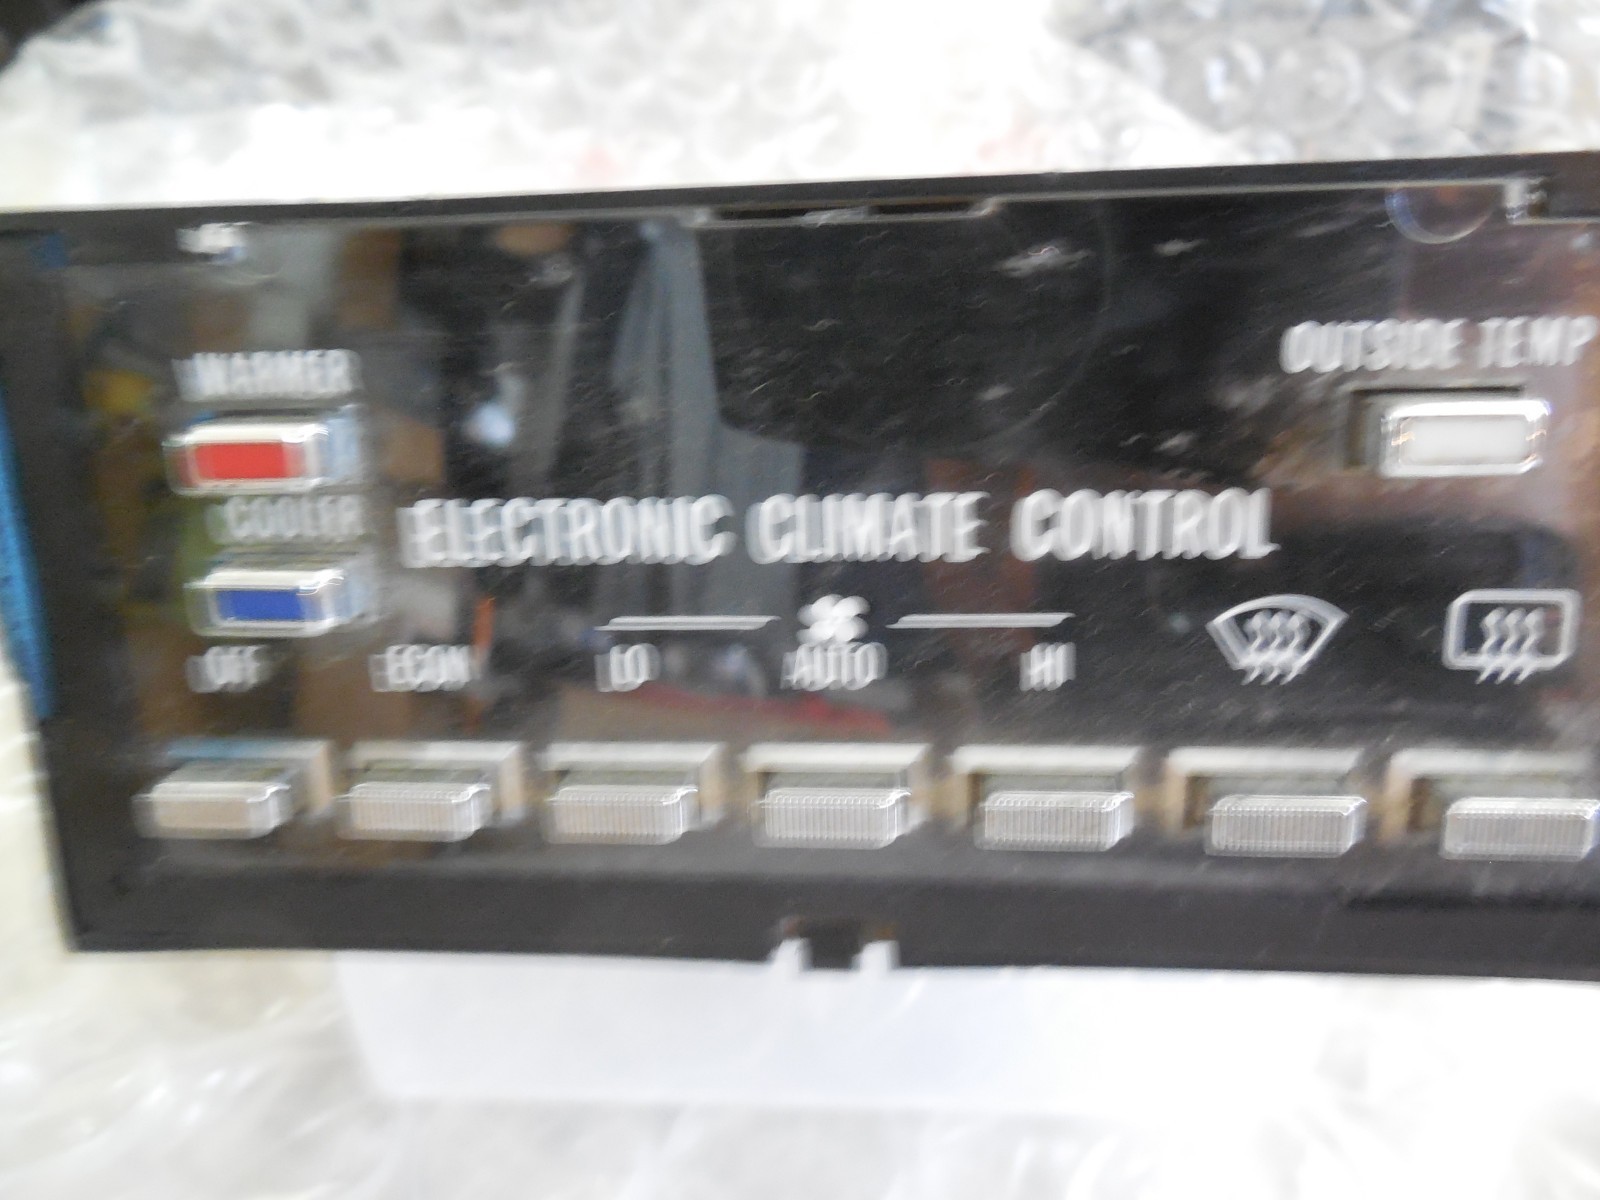 WARMER
OUTSIDE TEMP
COOLER
ELECTRONIC CLIMATE CONTROL
OFF ECON LO AUTO HI